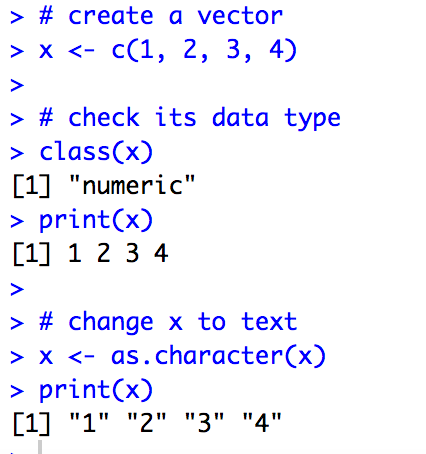 > # create a vector
> x <- c(1, 2, 3, 4)
>
> # check its data type
> class(x)
[1] "numeric"
> print(x)
[1] 1 2 3 4
>
> # change x to text
> x <- as.character(x)
> print(x)
[1] "1" "2" "3" "4"
>